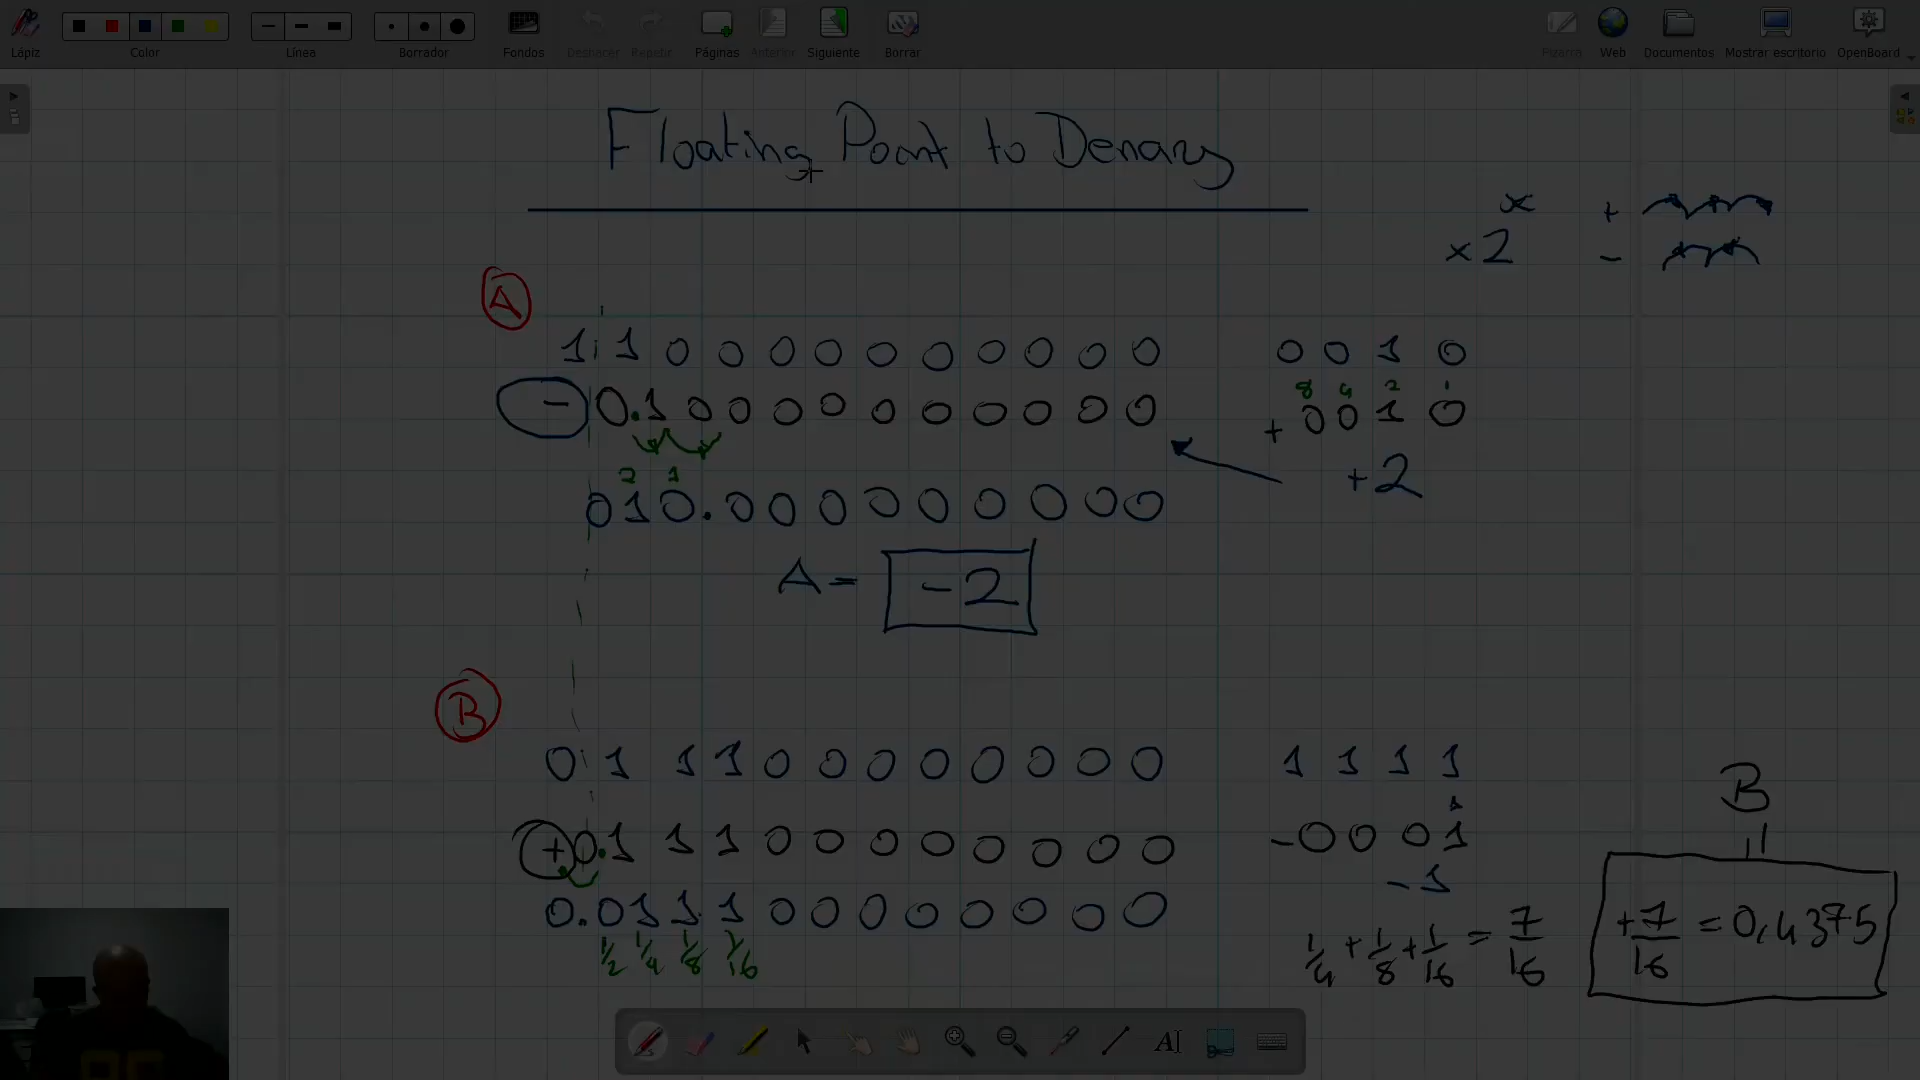 Lápiz Color Línea Borrador Fondos Deshacer Repetir Páginas Anterior Siguiente Borrar Pizarra Web Documentos Mostrar escritorio OpenBoard
Floating Point to Denary
x +
×2 -
A
1 1 0 0 0 0 0 0 0 0 0 0 0 0 1 0
8 4 2 1
- 0.1 0 0 0 0 0 0 0 0 0 0 + 0 0 1 0
2 1 +2
0 1 0 . 0 0 0 0 0 0 0 0 0
A = -2
B
0 1 1 1 0 0 0 0 0 0 0 0 1 1 1 1
B
+ 0.1 1 1 0 0 0 0 0 0 0 0 - 0 0 0 1
=
- 1
0.0 1 1 1 0 0 0 0 0 0 0 0
1/2 1/4 1/8 1/16 1/4 + 1/8 + 1/16 = 7/16 +7/16 = 0,4375
A